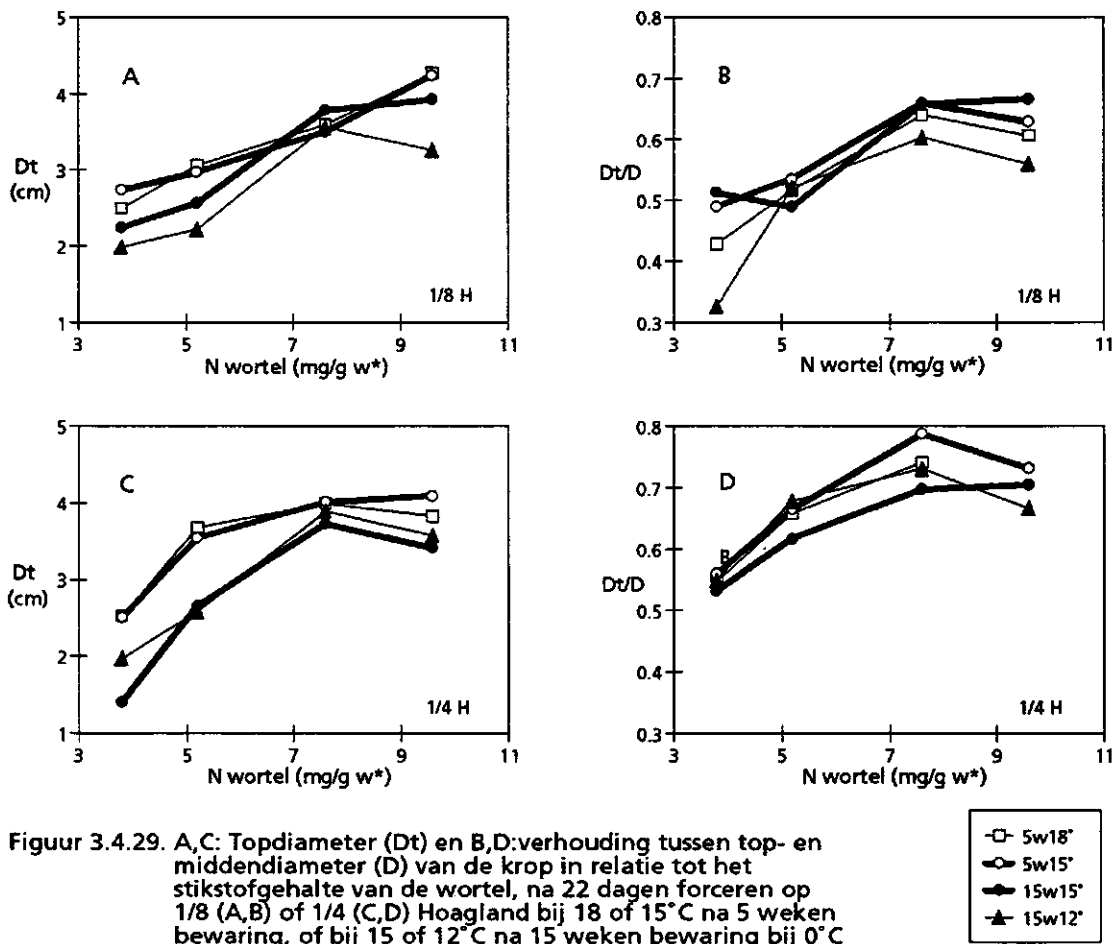 A
5
4
3
2
1
Dt
(cm)
3
5
7
9
11
N wortel (mg/g w*)
1/8 H
B
0.8
0.7
0.6
0.5
0.4
0.3
Dt/D
3
5
7
9
11
N wortel (mg/g w*)
1/8 H
C
5
4
3
2
1
Dt
(cm)
3
5
7
9
11
N wortel (mg/g w*)
1/4 H
D
0.8
0.7
0.6
0.5
0.4
0.3
Dt/D
B
3
5
7
9
11
N wortel (mg/g w*)
1/4 H
Figuur 3.4.29. A,C: Topdiameter (Dt) en B,D:verhouding tussen top- en
middendiameter (D) van de krop in relatie tot het
stikstofgehalte van de wortel, na 22 dagen forceren op
1/8 (A,B) of 1/4 (C,D) Hoagland bij 18 of 15°C na 5 weken
bewaring, of bij 15 of 12°C na 15 weken bewaring bij 0°C
5w18°
5w15°
15w15°
15w12°